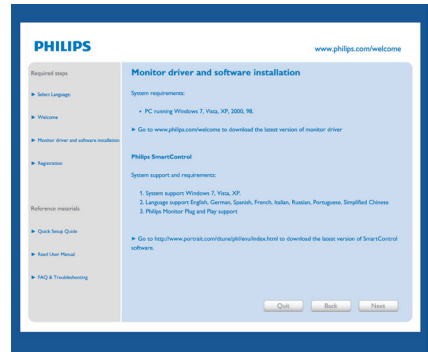 PHILIPS
www.philips.com/welcome
Required steps
► Select Language:
► Welcome
► Monitor driver and software installation
► Registration
Reference materials
► Quick Setup Quide
► Read User Manual
► FAQ & Troubleshooting
Monitor driver and software installation
System requirements:
• PC running Windows 7, Vista, XP, 2000, 98.
► Go to www.philips.com/welcome to download the latest version of monitor driver
Philips SmartControl
System support and requirements:
1. System support Windows 7, Vista, XP.
2. Language support English, German, Spanish, French, Italian, Russian, Portuguese, Simplified Chinese
3. Philips Monitor Plug and Play support
► Go to http://www.portrait.com/dtune/phl/enu/index.html to download the latest version of SmartControl
software.
Quit
Back
Next